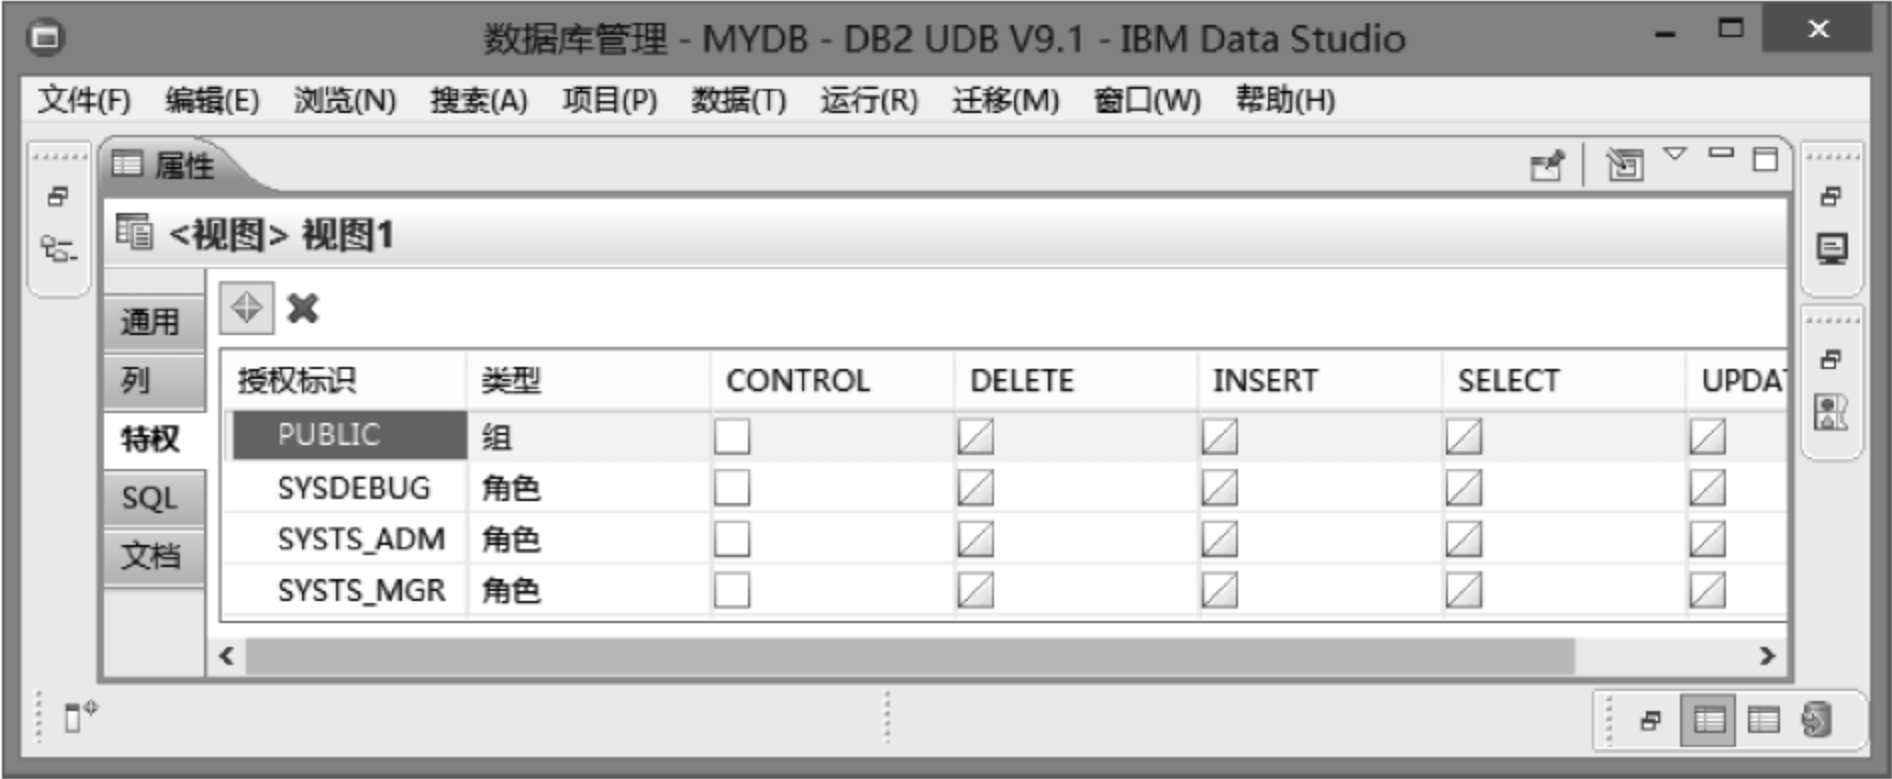 数据库管理 - MYDB - DB2 UDB V9.1 - IBM Data Studio
文件(F) 编辑(E) 浏览(N) 搜索(A) 项目(P) 数据(T) 运行(R) 迁移(M) 窗口(W) 帮助(H)
属性
<视图> 视图1
通用
列
特权
SQL
文档
授权标识 类型 CONTROL DELETE INSERT SELECT UPDAT
PUBLIC 组
SYSDEBUG 角色
SYSTS_ADM 角色
SYSTS_MGR 角色